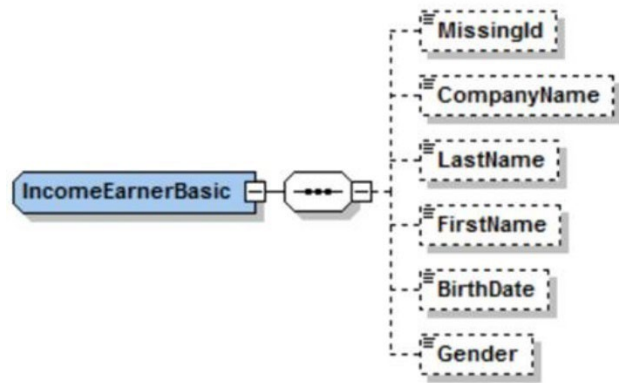 MissingId
CompanyName
LastName
IncomeEarnerBasic
FirstName
BirthDate
Gender